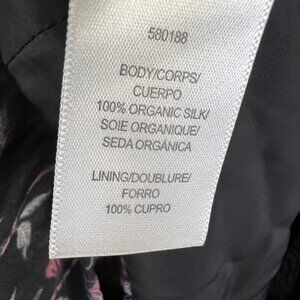 580188
BODY/CORPS/
CUERPO
100% ORGANIC SILK/
SOIE ORGANIQUE/
SEDA ORGÁNICA
LINING/DOUBLURE/
FORRO
100% CUPRO